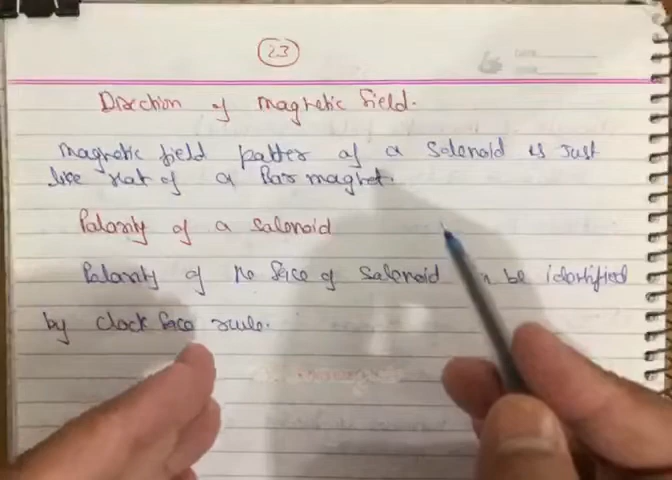 23
DATE
Direction of magnetic field.
magnetic field patter of a Solenoid is Just
like that of a Bar magnet.
Polarity of a Solenoid
Polarity of the face of Solenoid be identified
by clock face rule.